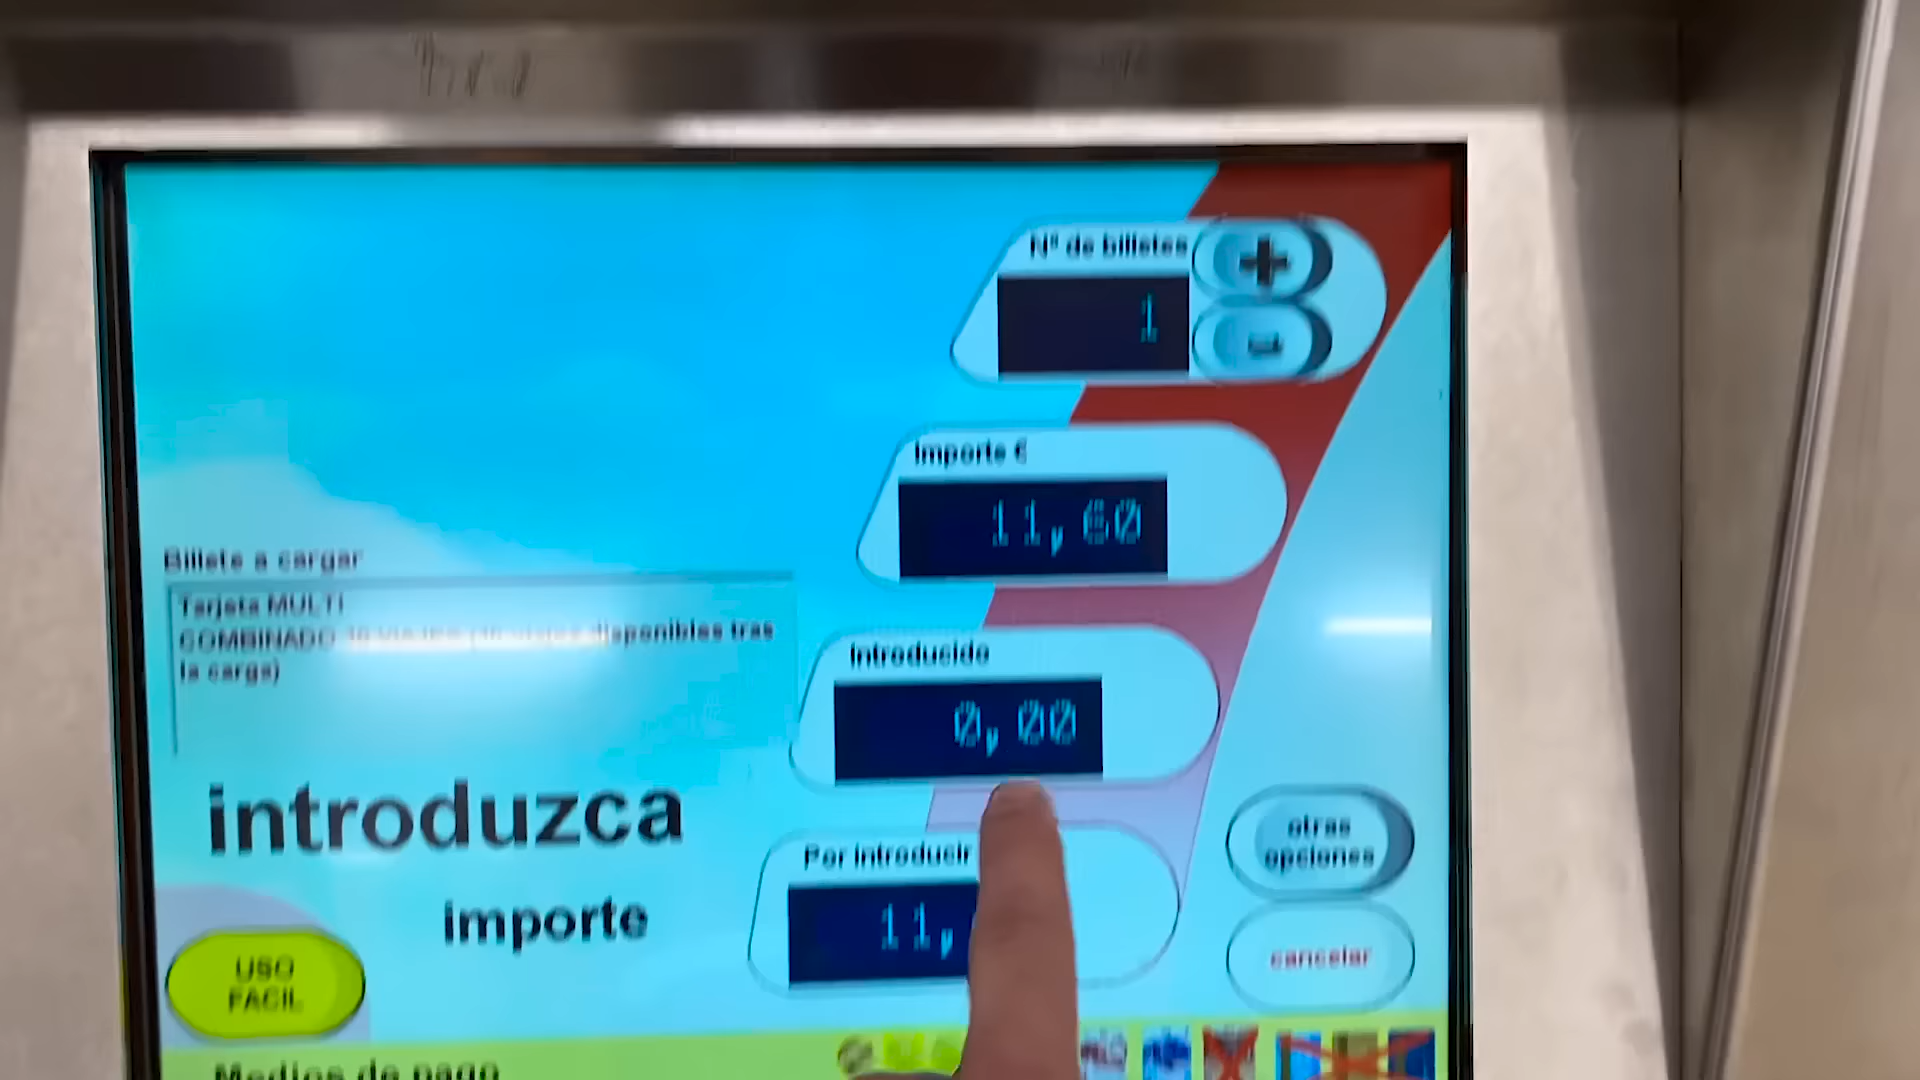 Nº de billetes
1
Importe €
11,60
Billete a cargar
Tarjeta MULTI
COMBINADO disponibles tras
la carga)
Introducido
0,00
introduzca
importe
Por introducir
11,
otras
opciones
cancelar
USO
FACIL
Medios de pago